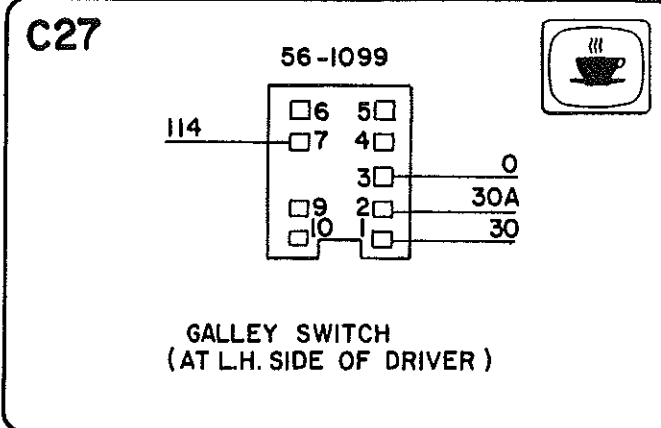 C27
56-1099
6 5
114 7 4
3 0
9 2 30A
10 1 30
GALLEY SWITCH
(AT L.H. SIDE OF DRIVER)